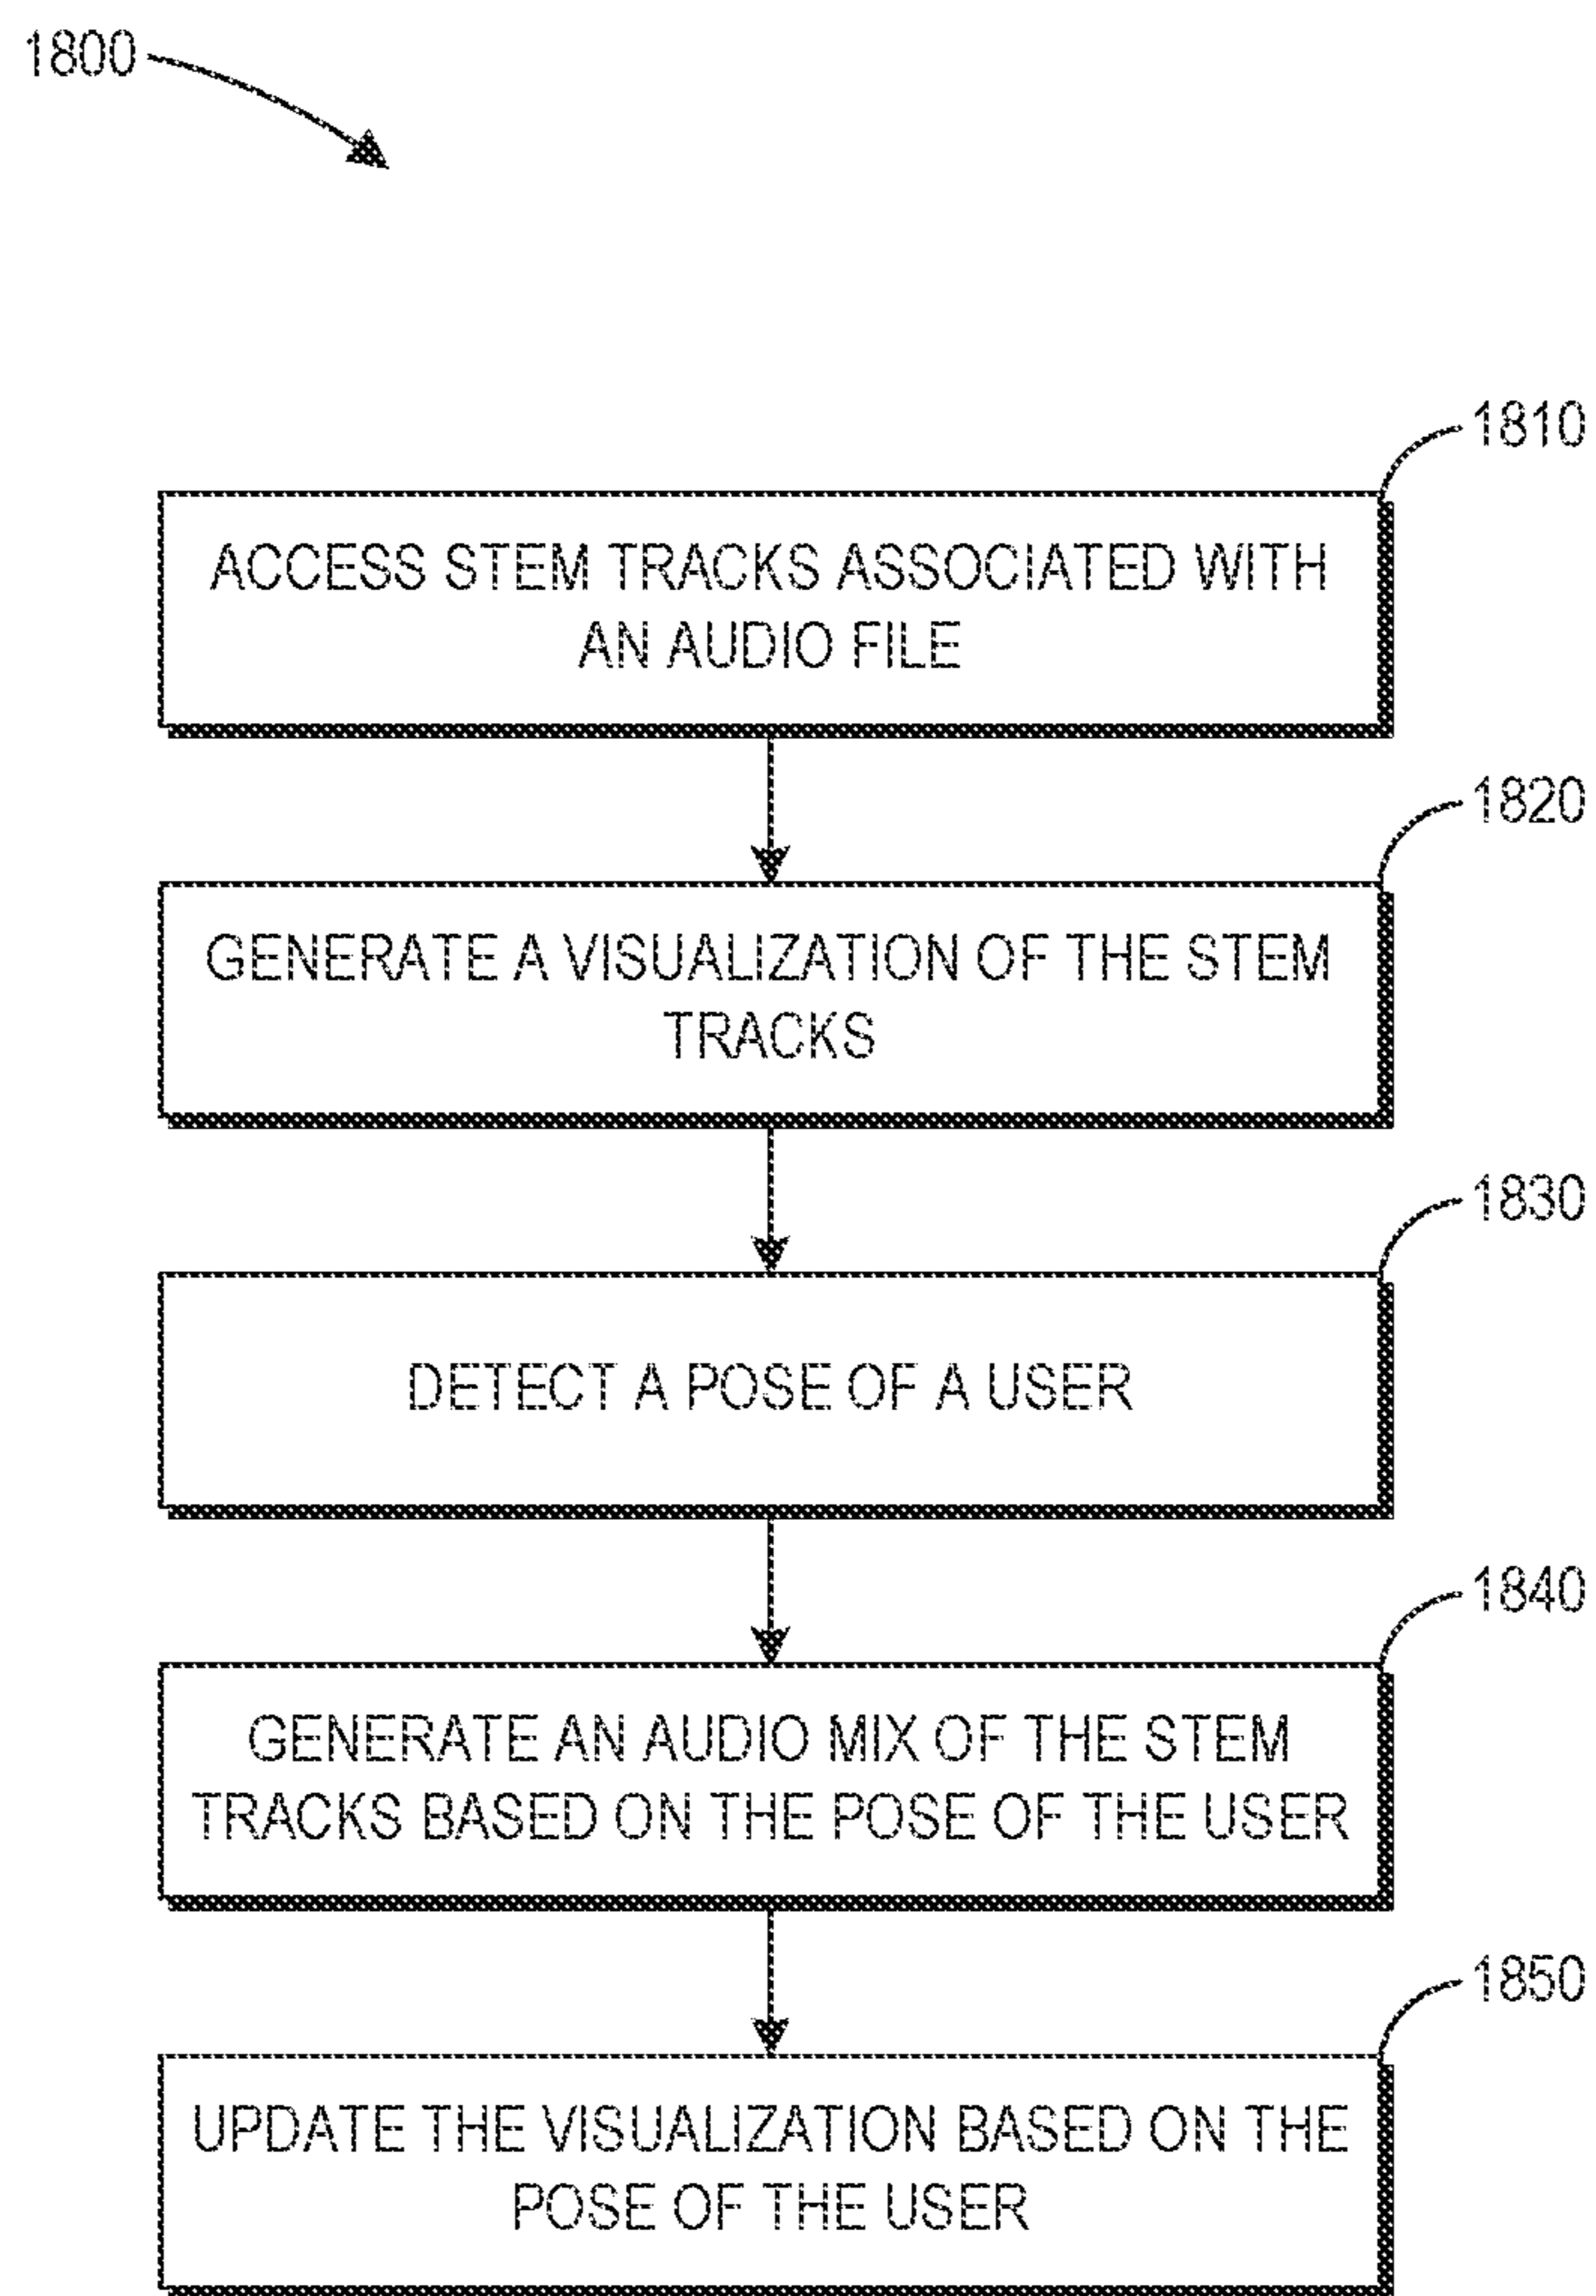 1800
1810
ACCESS STEM TRACKS ASSOCIATED WITH
AN AUDIO FILE
1820
GENERATE A VISUALIZATION OF THE STEM
TRACKS
1830
DETECT A POSE OF A USER
1840
GENERATE AN AUDIO MIX OF THE STEM
TRACKS BASED ON THE POSE OF THE USER
1850
UPDATE THE VISUALIZATION BASED ON THE
POSE OF THE USER